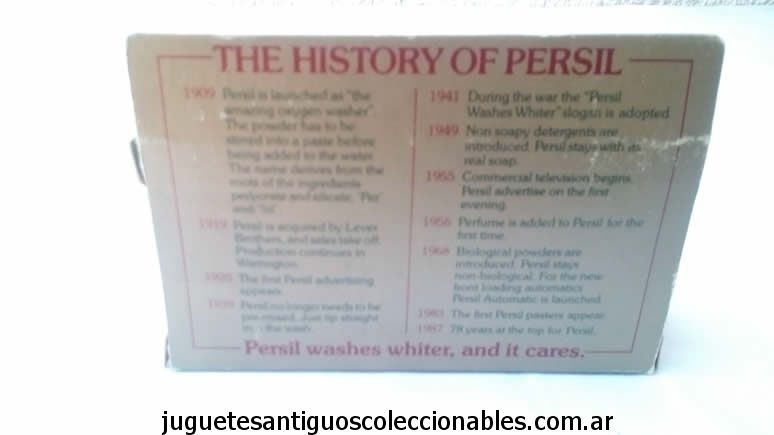 THE HISTORY OF PERSIL
1909 Persil is launched as "the
amazing oxygen washer".
The powder has to be
stirred into a paste before
being added to the water.
The name derives from the
roots of the ingredients
perborate and silicate, 'Per'
and 'Sil'.
1919 Persil is acquired by Lever
Brothers, and sales take off.
Production continues in
Warrington.
The first Persil advertising
appears.
Persil no longer needs to be
pre-mixed. Just tip straight
the wash.
1941 During the war the "Persil
Washes Whiter" slogan is adopted.
1949 Non soapy detergents are
introduced. Persil stays with its
real soap.
1955 Commercial television begins.
Persil advertise on the first
evening.
1956 Perfume is added to Persil for the
first time.
1968 Biological powders are
introduced. Persil stays
non-biological. For the new
front loading automatics
Persil Automatic is launched.
The first Persil posters appear.
1987 78 years at the top for Persil.
Persil washes whiter, and it cares.
juguetesantiguoscoleccionables.com.ar